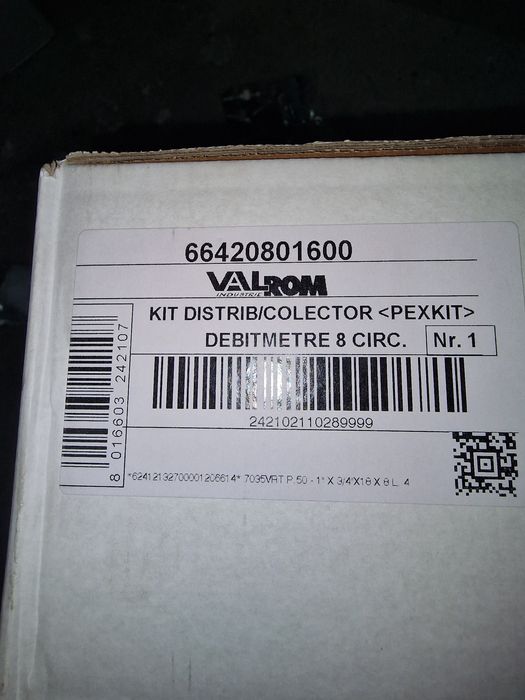 66420801600
VALROM
INDUSTRIE
KIT DISTRIB/COLECTOR <PEXKIT>
DEBITMETRE 8 CIRC.
Nr. 1
242102110289999
8 016603 242107
*62412192700001206614* 7035VRT P.50 - 1" X 3/4"X18 X 8 L. 4